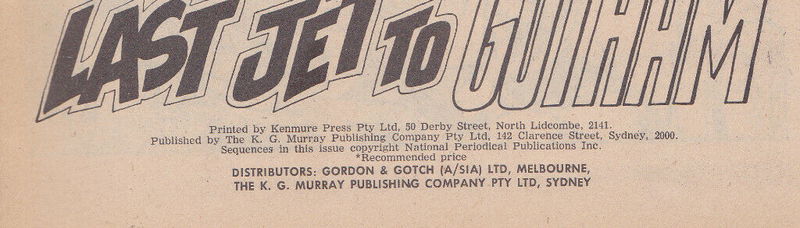 LAST JET TO GOTHAM
Printed by Kenmure Press Pty Ltd, 50 Derby Street, North Lidcombe, 2141.
Published by The K. G. Murray Publishing Company Pty Ltd, 142 Clarence Street, Sydney, 2000.
Sequences in this issue copyright National Periodical Publications Inc.
*Recommended price
DISTRIBUTORS: GORDON & GOTCH (A/SIA) LTD, MELBOURNE,
THE K. G. MURRAY PUBLISHING COMPANY PTY LTD, SYDNEY